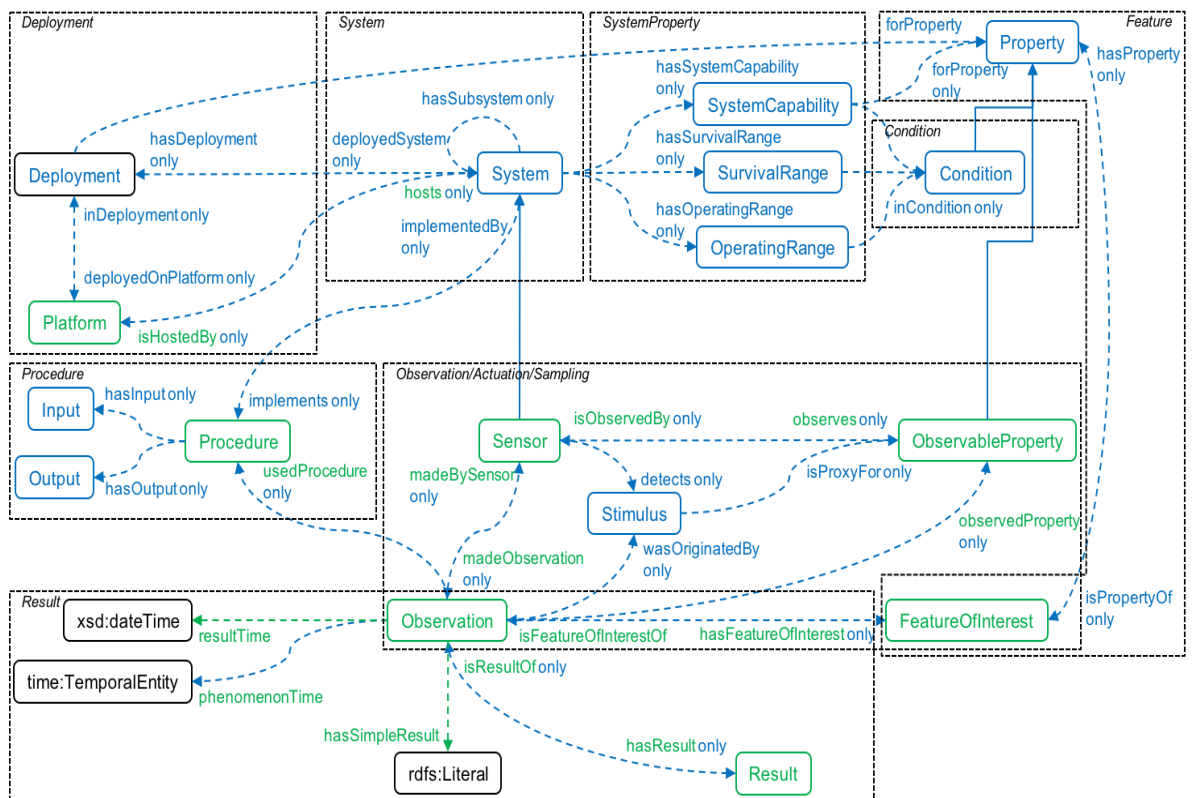 Deployment
System
SystemProperty
Feature
forProperty
Property
hasProperty
only
hasSystemCapability
only
forProperty
only
SystemCapability
hasSubsystem only
Condition
hasDeployment
only
deployedSystem
only
hasSurvivalRange
only
Deployment
System
SurvivalRange
Condition
hosts only
inDeployment only
implementedBy
only
hasOperatingRange
only
inCondition only
OperatingRange
deployedOnPlatform only
Platform
isHostedBy only
Procedure
Observation/Actuation/Sampling
hasInput only
Input
implements only
Procedure
Sensor
isObservedBy only
observes only
ObservableProperty
Output
hasOutput only
usedProcedure
only
madeBySensor
only
detects only
isProxyFor only
Stimulus
observedProperty
only
madeObservation
only
wasOriginatedBy
only
Result
xsd:dateTime
resultTime
Observation
isFeatureOfInterestOf
hasFeatureOfInterest only
FeatureOfInterest
isPropertyOf
only
isResultOf only
time:TemporalEntity
phenomenonTime
hasSimpleResult
hasResult only
rdfs:Literal
Result